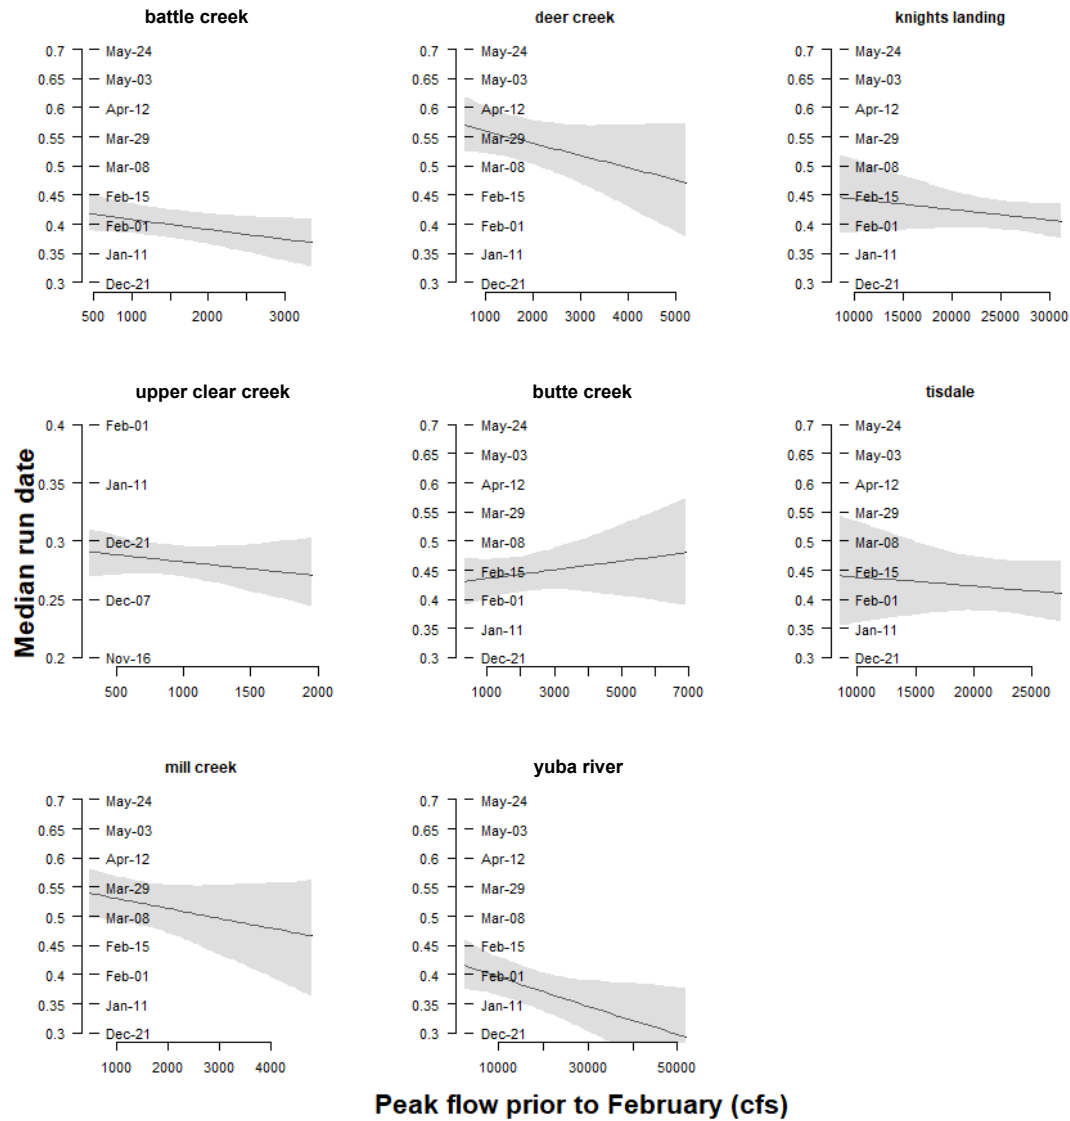 battle creek
0.7 May-24
0.65 May-03
0.6 Apr-12
0.55 Mar-29
0.5 Mar-08
0.45 Feb-15
0.4 Feb-01
0.35 Jan-11
0.3 Dec-21
500 1000 2000 3000
deer creek
0.7 May-24
0.65 May-03
0.6 Apr-12
0.55 Mar-29
0.5 Mar-08
0.45 Feb-15
0.4 Feb-01
0.35 Jan-11
0.3 Dec-21
1000 2000 3000 4000 5000
knights landing
0.7 May-24
0.65 May-03
0.6 Apr-12
0.55 Mar-29
0.5 Mar-08
0.45 Feb-15
0.4 Feb-01
0.35 Jan-11
0.3 Dec-21
10000 15000 20000 25000 30000
Median run date
upper clear creek
0.4 Feb-01
0.35 Jan-11
0.3 Dec-21
0.25 Dec-07
0.2 Nov-16
500 1000 1500 2000
butte creek
0.7 May-24
0.65 May-03
0.6 Apr-12
0.55 Mar-29
0.5 Mar-08
0.45 Feb-15
0.4 Feb-01
0.35 Jan-11
0.3 Dec-21
1000 3000 5000 7000
tisdale
0.7 May-24
0.65 May-03
0.6 Apr-12
0.55 Mar-29
0.5 Mar-08
0.45 Feb-15
0.4 Feb-01
0.35 Jan-11
0.3 Dec-21
10000 15000 20000 25000
mill creek
0.7 May-24
0.65 May-03
0.6 Apr-12
0.55 Mar-29
0.5 Mar-08
0.45 Feb-15
0.4 Feb-01
0.35 Jan-11
0.3 Dec-21
1000 2000 3000 4000
yuba river
0.7 May-24
0.65 May-03
0.6 Apr-12
0.55 Mar-29
0.5 Mar-08
0.45 Feb-15
0.4 Feb-01
0.35 Jan-11
0.3 Dec-21
10000 30000 50000
Peak flow prior to February (cfs)